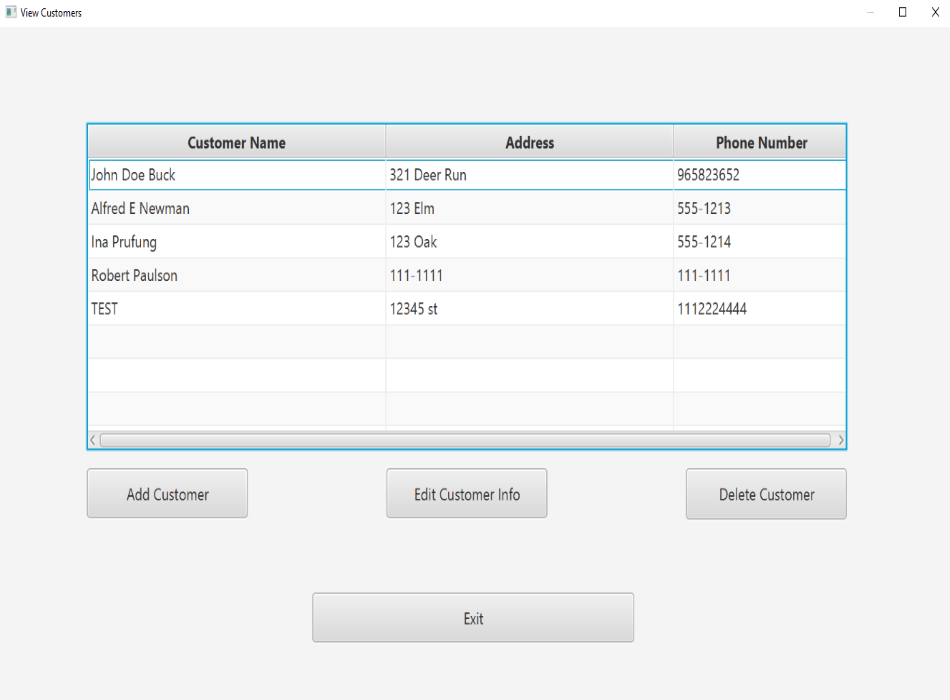 View Customers
Customer Name Address Phone Number
John Doe Buck 321 Deer Run 965823652
Alfred E Newman 123 Elm 555-1213
Ina Prufung 123 Oak 555-1214
Robert Paulson 111-1111 111-1111
TEST 12345 st 1112224444
Add Customer Edit Customer Info Delete Customer
Exit